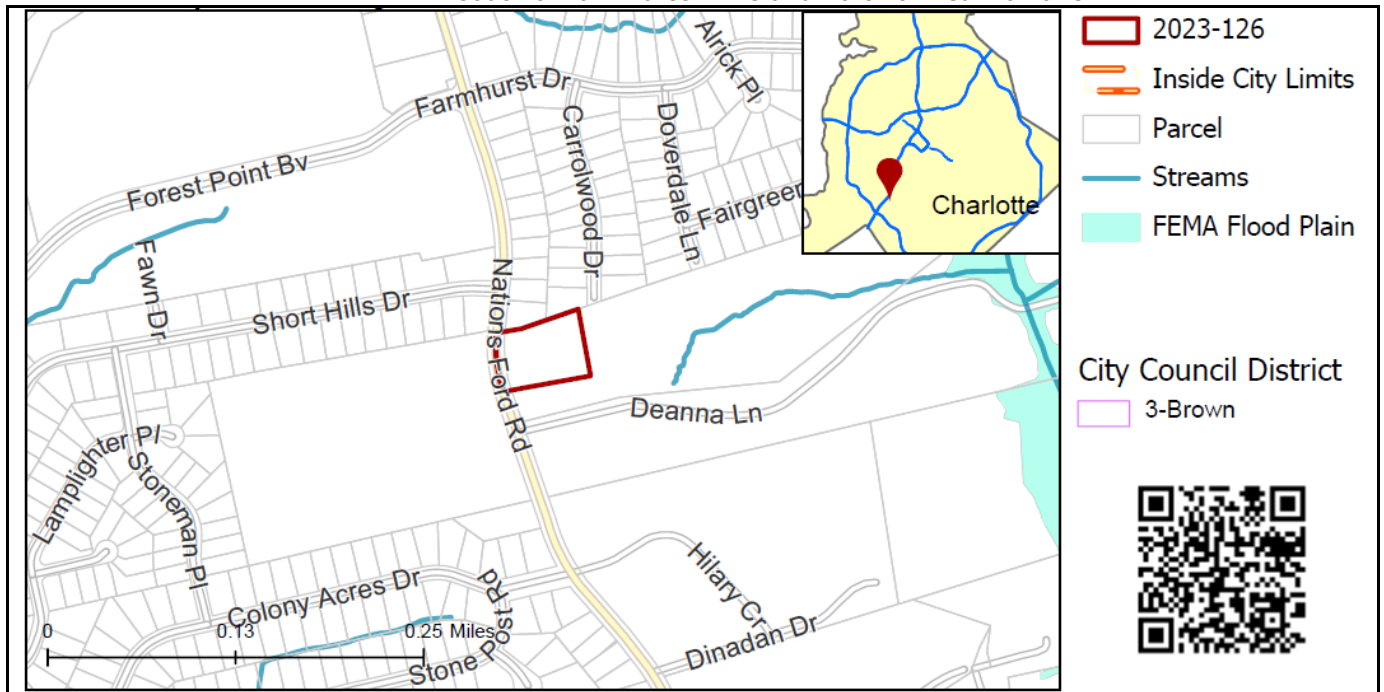 Alrick Pl
Farmhurst Dr
Carrolwood Dr
Doverdale Ln
Forest Point Bv
Fairgreen
Fawn Dr
Nations Ford Rd
Short Hills Dr
Deanna Ln
Lamplighter Pl
Stoneman Pl
Hilary Cr
Colony Acres Dr
Stone Post Rd
Dinadan Dr
0 0.13 0.25 Miles
Charlotte
2023-126
Inside City Limits
Parcel
Streams
FEMA Flood Plain
City Council District
3-Brown